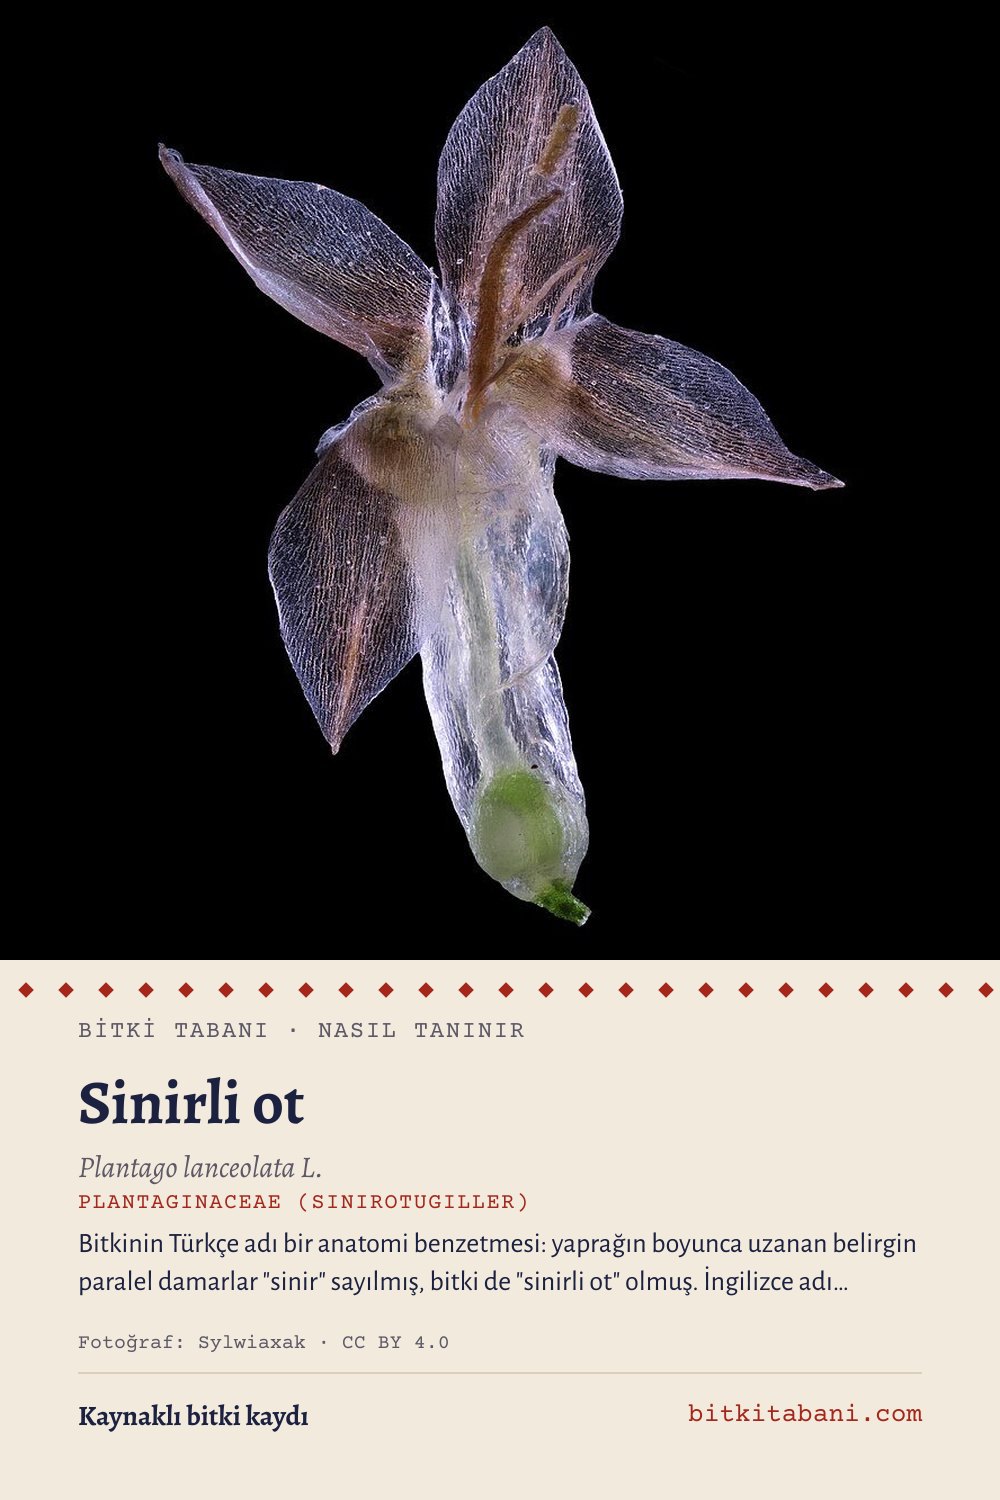 BİTKİ TABANI · NASIL TANINIR
Sinirli ot
Plantago lanceolata L.
PLANTAGINACEAE (SINIROTUGILLER)
Bitkinin Türkçe adı bir anatomi benzetmesi: yaprağın boyunca uzanan belirgin
paralel damarlar "sinir" sayılmış, bitki de "sinirli ot" olmuş. İngilizce adı…
Fotoğraf: Sylwiaxak · CC BY 4.0
Kaynaklı bitki kaydı
bitkitabani.com